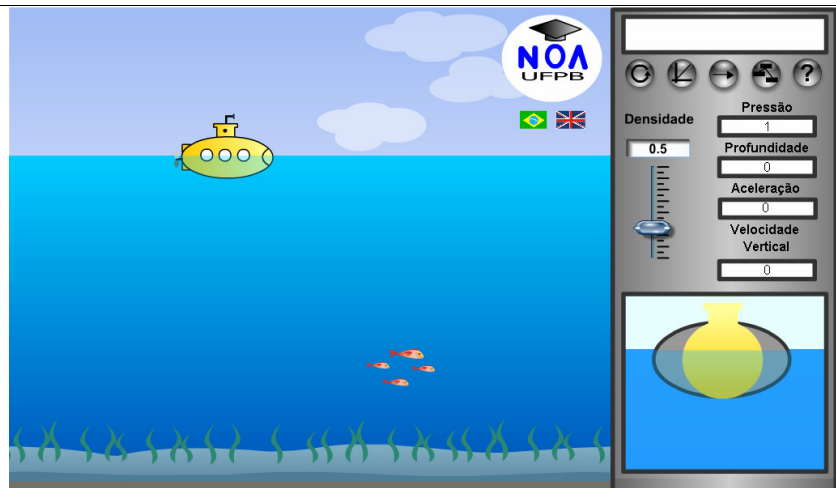 NOA
UFPB
?
Densidade
0.5
Pressão
1
Profundidade
0
Aceleração
0
Velocidade
Vertical
0